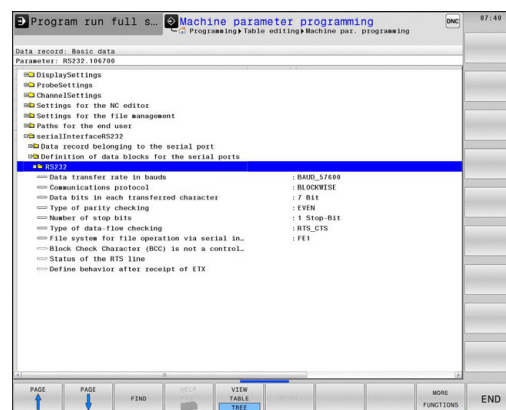 Program run full s...
Machine parameter programming
DNC
07:40
Programming▶Table editing▶Machine par. programming
Data record: Basic data
Parameter: RS232.106700
DisplaySettings
ProbeSettings
ChannelSettings
Settings for the NC editor
Settings for the file management
Paths for the end user
serialInterfaceRS232
Data record belonging to the serial port
Definition of data blocks for the serial ports
RS232
Data transfer rate in bauds :BAUD_57600
Communications protocol :BLOCKWISE
Data bits in each transferred character :7 Bit
Type of parity checking :EVEN
Number of stop bits :1 Stop-Bit
Type of data-flow checking :RTS_CTS
File system for file operation via serial in… :FE1
Block Check Character (BCC) is not a control…
Status of the RTS line
Define behavior after receipt of ETX
PAGE
PAGE
FIND
HELP
PAGE
VIEW
TABLE
TREE
MORE
FUNCTIONS
END